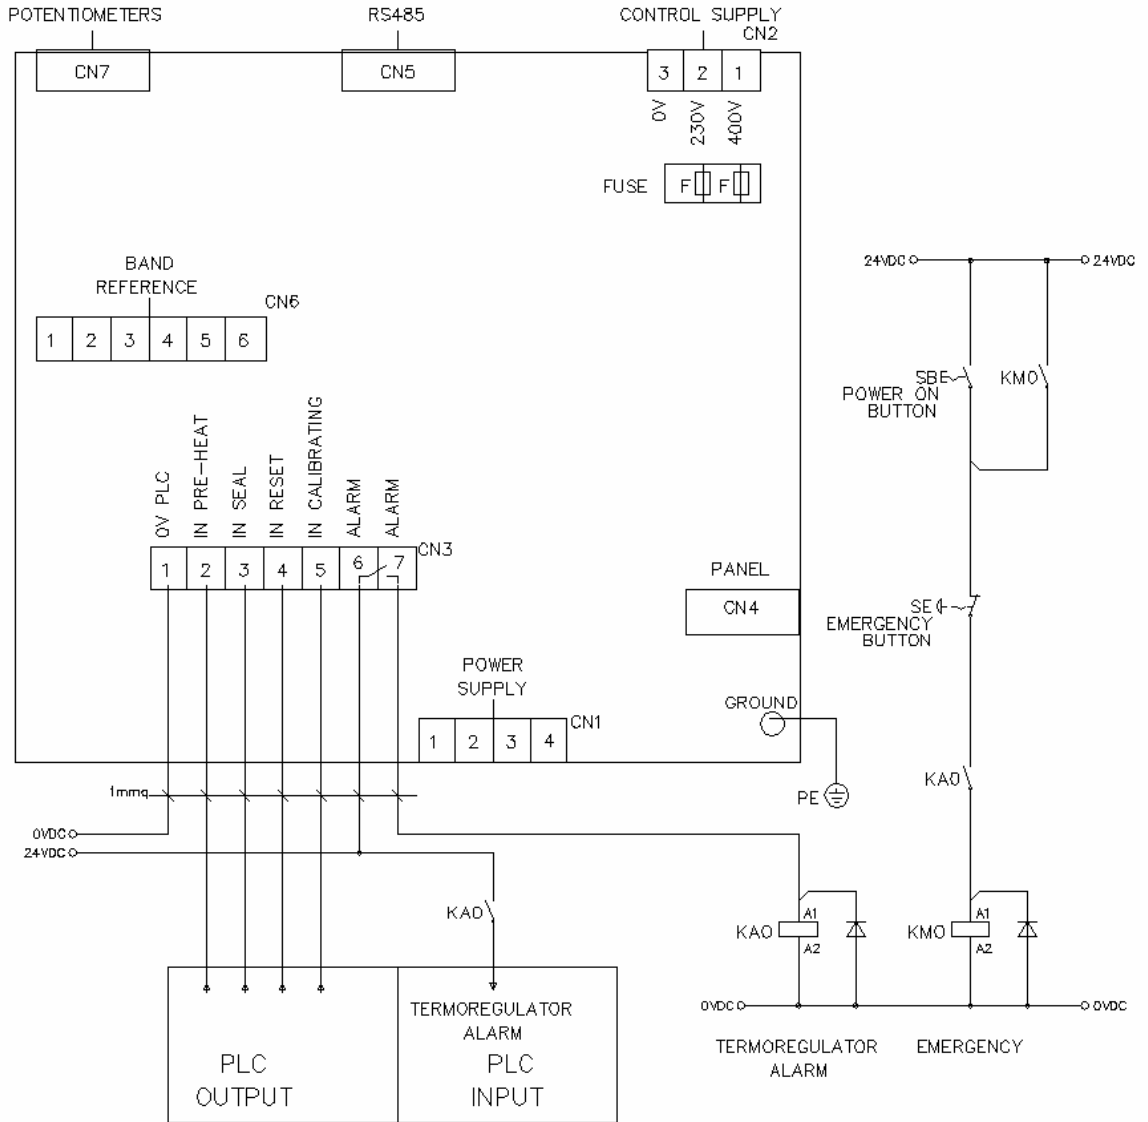 POTENTIOMETERS
RS485
CONTROL SUPPLY
CN2
CN7
CN5
3 2 1
0V
230V
400V
FUSE
F F
24VDC
24VDC
BAND
REFERENCE
CN6
1 2 3 4 5 6
SBE
POWER ON
BUTTON
KM0
0V PLC
IN PRE-HEAT
IN SEAL
IN RESET
IN CALIBRATING
ALARM
ALARM
CN3
1 2 3 4 5 6 7
PANEL
CN4
SE
EMERGENCY
BUTTON
POWER
SUPPLY
CN1
1 2 3 4
GROUND
PE
KA0
1mmq
0VDC
24VDC
KA0
KA0
A1
A2
KM0
A1
A2
0VDC
0VDC
TERMOREGULATOR
ALARM
PLC
INPUT
PLC
OUTPUT
TERMOREGULATOR
ALARM
EMERGENCY